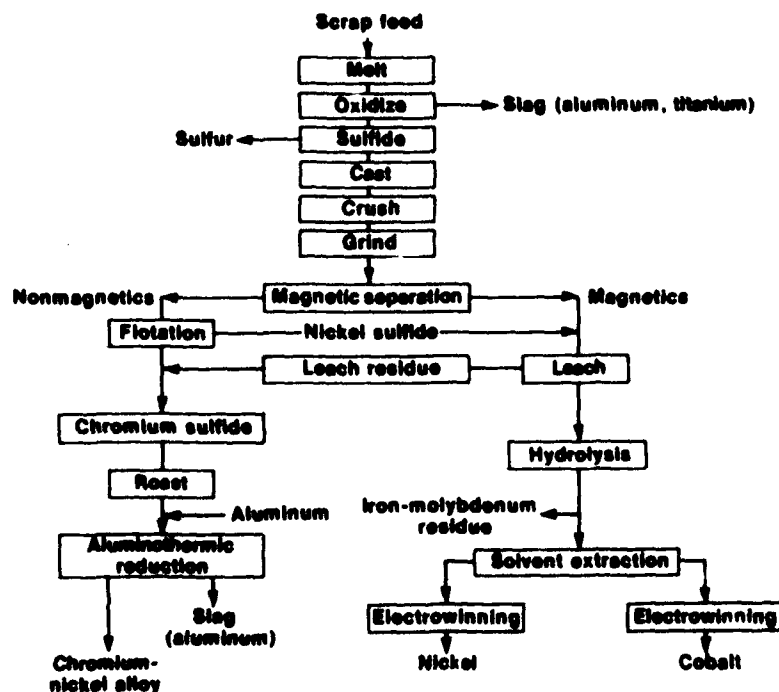 Scrap feed
Melt
Oxidize
Slag (aluminum, titanium)
Sulfur
Sulfide
Cast
Crush
Grind
Nonmagnetics
Magnetic separation
Magnetics
Flotation
Nickel sulfide
Leach residue
Leach
Chromium sulfide
Hydrolysis
Roast
Aluminum
Iron-molybdenum
residue
Aluminothermic
reduction
Solvent extraction
Slag
(aluminum)
Electrowinning
Electrowinning
Chromium-
nickel alloy
Nickel
Cobalt